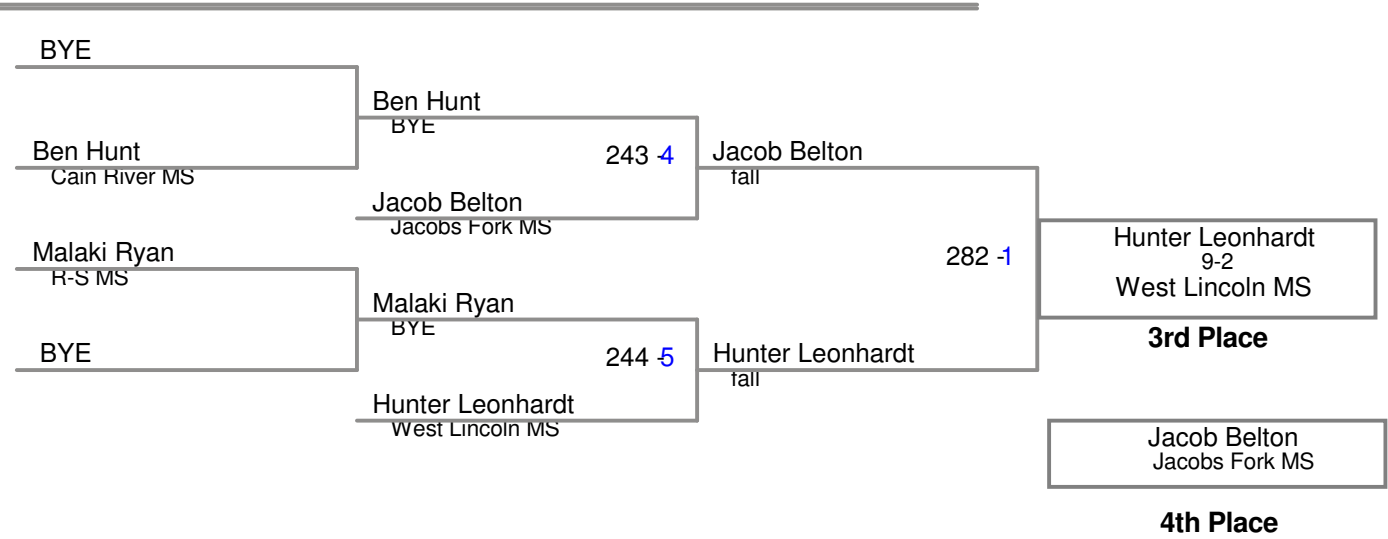 BYE
Ben Hunt
BYE
Ben Hunt
Cain River MS
243 -4
Jacob Belton
fall
Jacob Belton
Jacobs Fork MS
Malaki Ryan
R-S MS
282 -1
Hunter Leonhardt
9-2
West Lincoln MS
3rd Place
Malaki Ryan
BYE
BYE
244 -5
Hunter Leonhardt
fall
Hunter Leonhardt
West Lincoln MS
Jacob Belton
Jacobs Fork MS
4th Place